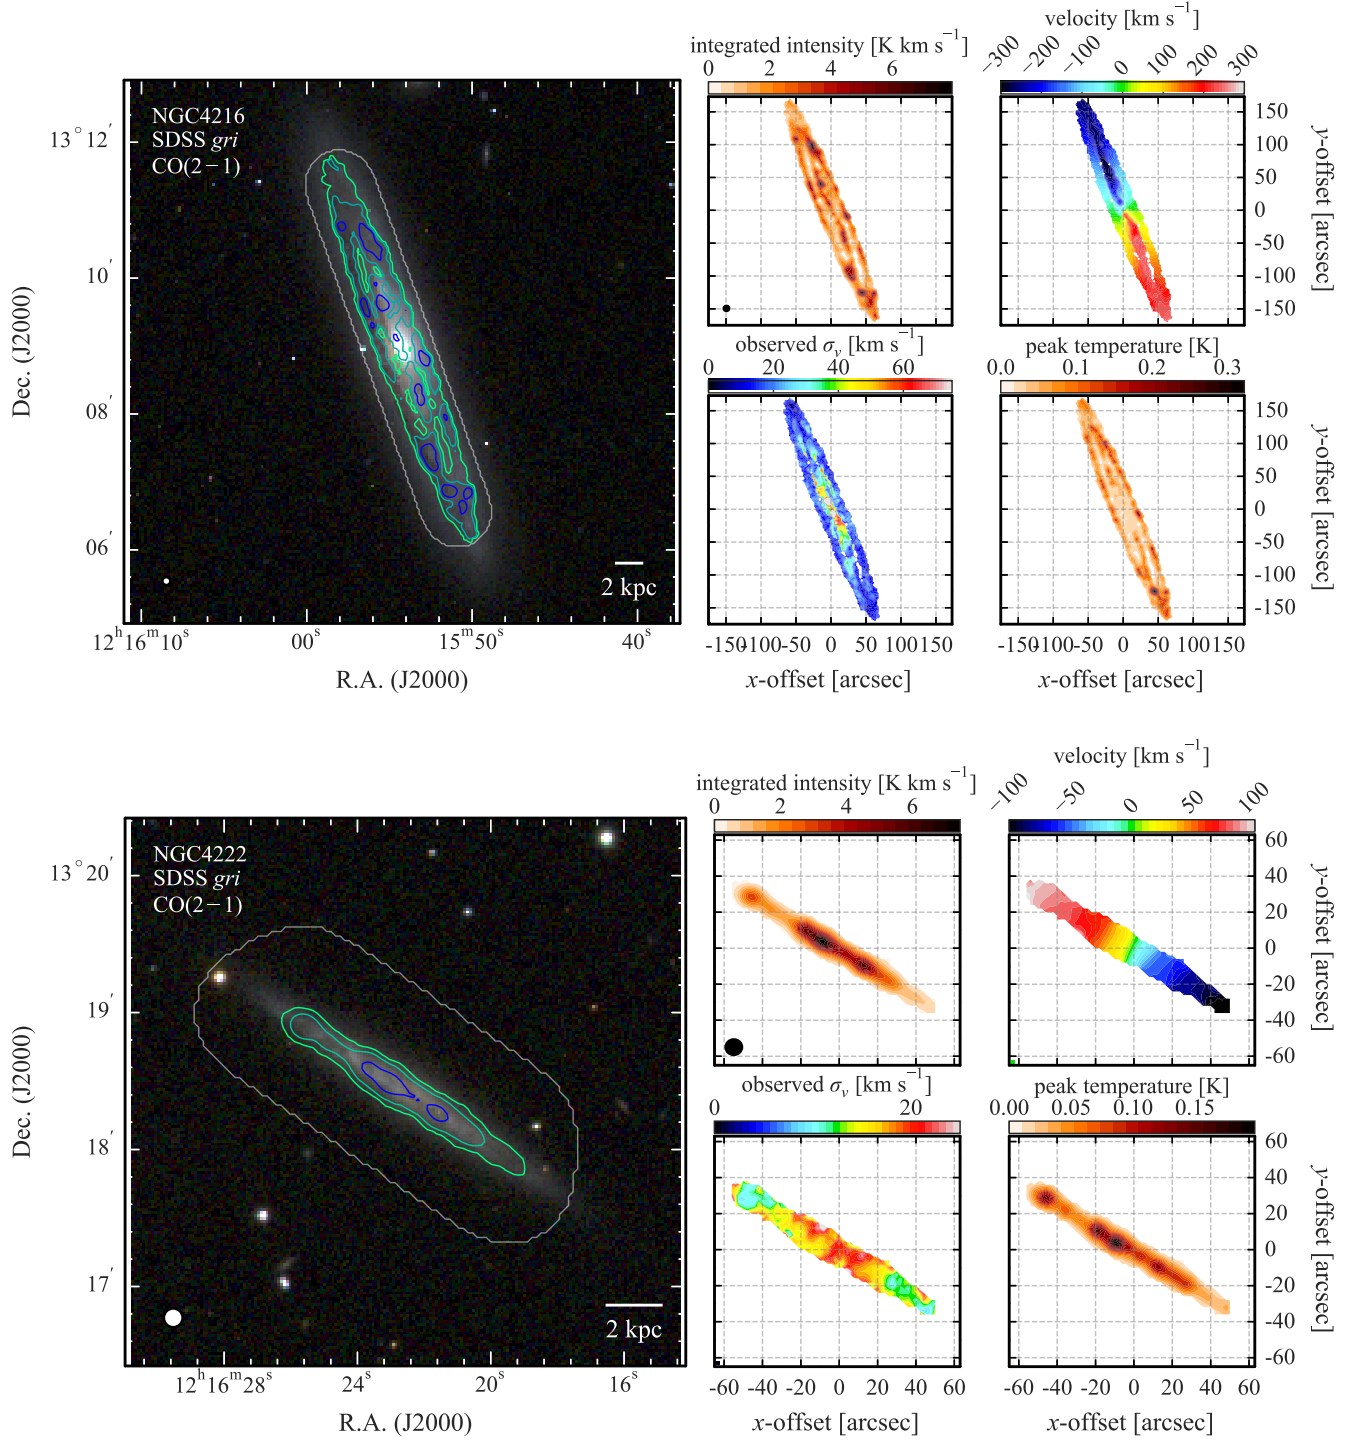 NGC4216
SDSS gri
CO(2−1)
13°12′
10′
08′
06′
Dec. (J2000)
2 kpc
12ʰ16ᵐ10ˢ
00ˢ
15ᵐ50ˢ
40ˢ
R.A. (J2000)
integrated intensity [K km s⁻¹]
0 2 4 6
velocity [km s⁻¹]
−300 −200 −100 0 100 200 300
150
100
50
0
-50
-100
-150
y-offset [arcsec]
observed σᵥ [km s⁻¹]
0 20 40 60
peak temperature [K]
0.0 0.1 0.2 0.3
150
100
50
0
-50
-100
-150
y-offset [arcsec]
-150 -100 -50 0 50 100 150
x-offset [arcsec]
-150 -100 -50 0 50 100 150
x-offset [arcsec]
NGC4222
SDSS gri
CO(2−1)
13°20′
19′
18′
17′
Dec. (J2000)
2 kpc
12ʰ16ᵐ28ˢ
24ˢ
20ˢ
16ˢ
R.A. (J2000)
integrated intensity [K km s⁻¹]
0 2 4 6
velocity [km s⁻¹]
−100 −50 0 50 100
60
40
20
0
-20
-40
-60
y-offset [arcsec]
observed σᵥ [km s⁻¹]
0 20
peak temperature [K]
0.00 0.05 0.10 0.15
60
40
20
0
-20
-40
-60
y-offset [arcsec]
-60 -40 -20 0 20 40 60
x-offset [arcsec]
-60 -40 -20 0 20 40 60
x-offset [arcsec]